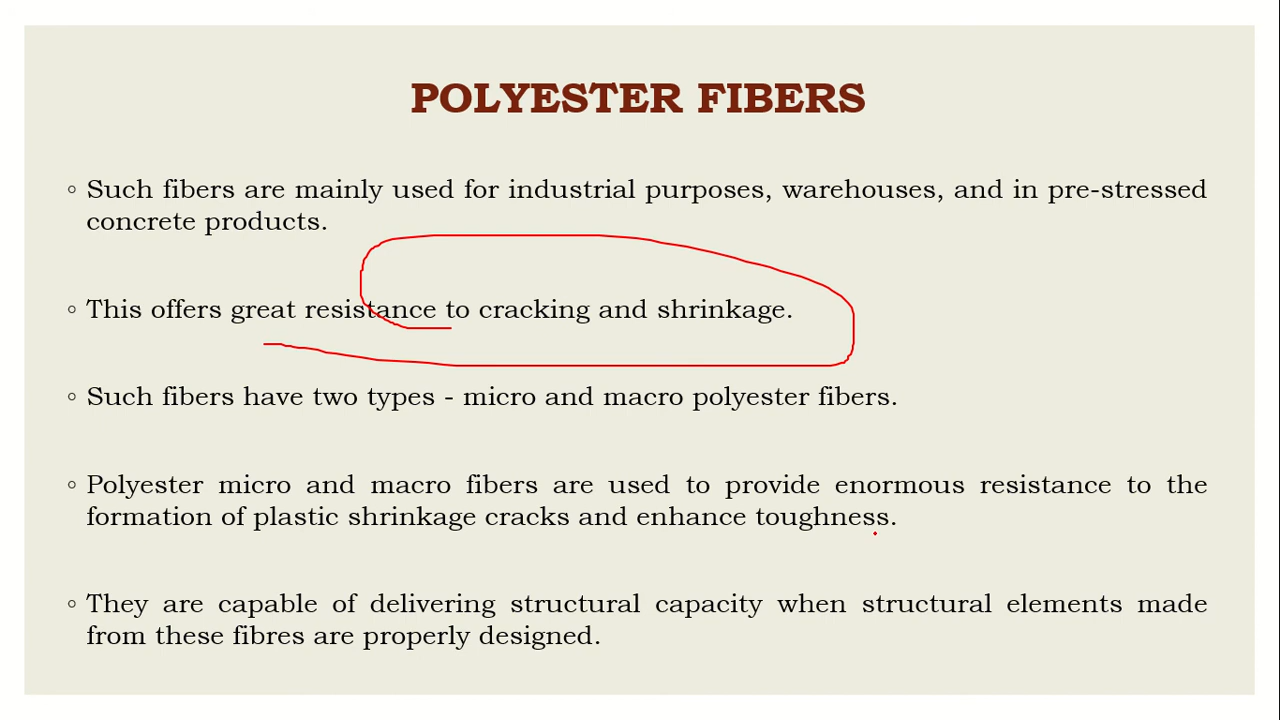 POLYESTER FIBERS
◦ Such fibers are mainly used for industrial purposes, warehouses, and in pre-stressed
concrete products.
◦ This offers great resistance to cracking and shrinkage.
◦ Such fibers have two types - micro and macro polyester fibers.
◦ Polyester micro and macro fibers are used to provide enormous resistance to the
formation of plastic shrinkage cracks and enhance toughness.
◦ They are capable of delivering structural capacity when structural elements made
from these fibres are properly designed.